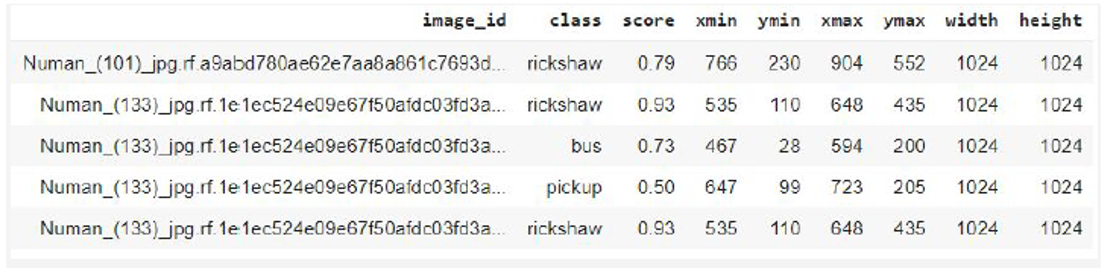 image_id class score xmin ymin xmax ymax width height
Numan_(101)_jpg.rf.a9abd780ae62e7aa8a861c7693d... rickshaw 0.79 766 230 904 552 1024 1024
Numan_(133)_jpg.rf.1e1ec524e09e67f50afdc03fd3a... rickshaw 0.93 535 110 648 435 1024 1024
Numan_(133)_jpg.rf.1e1ec524e09e67f50afdc03fd3a... bus 0.73 467 28 594 200 1024 1024
Numan_(133)_jpg.rf.1e1ec524e09e67f50afdc03fd3a... pickup 0.50 647 99 723 205 1024 1024
Numan_(133)_jpg.rf.1e1ec524e09e67f50afdc03fd3a... rickshaw 0.93 535 110 648 435 1024 1024